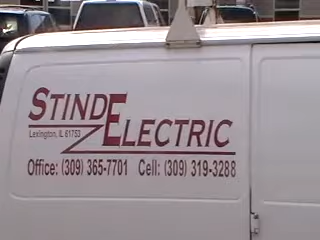 STINDE ELECTRIC
Lexington, IL 61753
Office: (309) 365-7701 Cell: (309) 319-3288